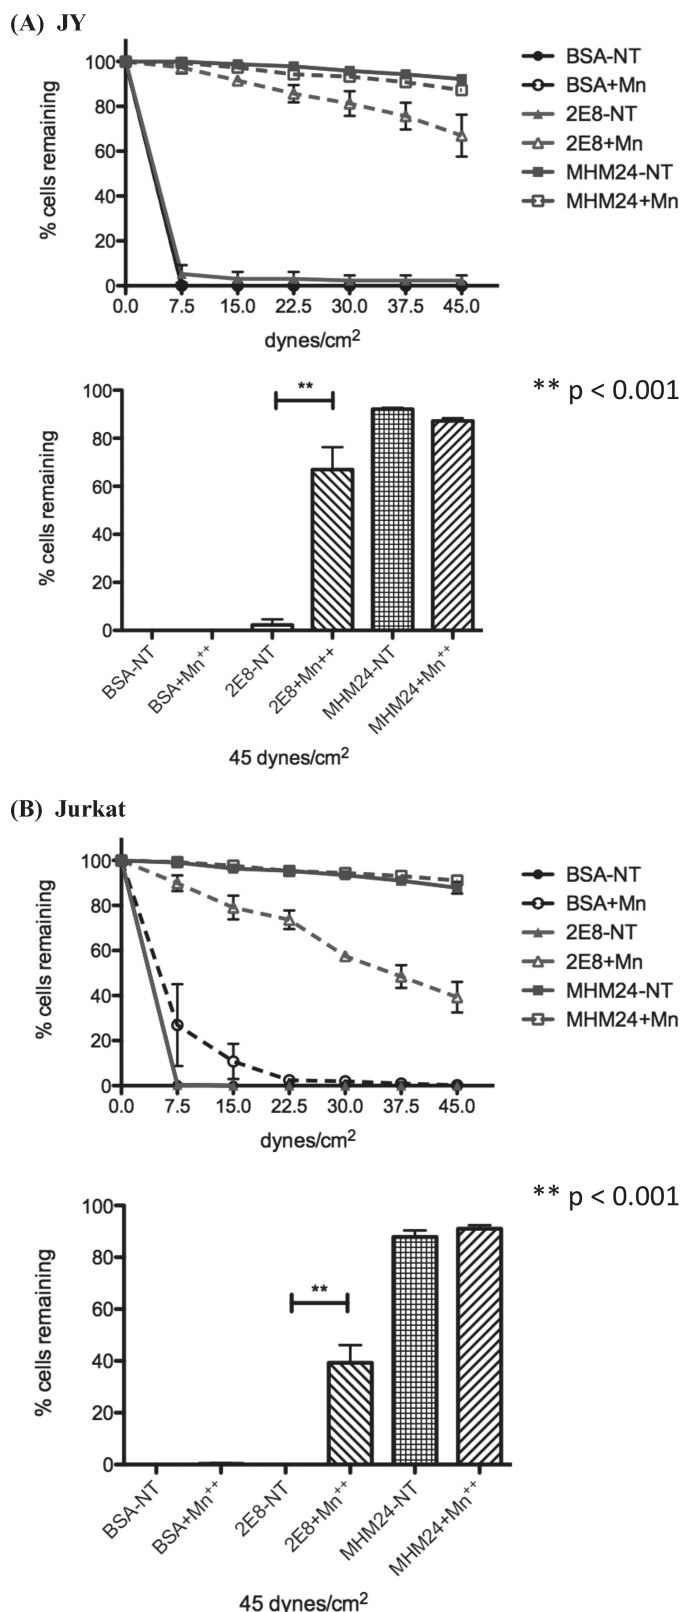 (A) JY
100
80
60
40
20
0
% cells remaining
0.0 7.5 15.0 22.5 30.0 37.5 45.0
dynes/cm²
BSA-NT
BSA+Mn
2E8-NT
2E8+Mn
MHM24-NT
MHM24+Mn
** p < 0.001
**
100
80
60
40
20
0
% cells remaining
BSA-NT
BSA+Mn⁺⁺
2E8-NT
2E8+Mn++
MHM24-NT
MHM24+Mn⁺⁺
45 dynes/cm²
(B) Jurkat
100
80
60
40
20
0
% cells remaining
0.0 7.5 15.0 22.5 30.0 37.5 45.0
dynes/cm²
BSA-NT
BSA+Mn
2E8-NT
2E8+Mn
MHM24-NT
MHM24+Mn
** p < 0.001
**
100
80
60
40
20
0
% cells remaining
BSA-NT
BSA+Mn⁺⁺
2E8-NT
2E8+Mn⁺⁺
MHM24-NT
MHM24+Mn⁺⁺
45 dynes/cm²